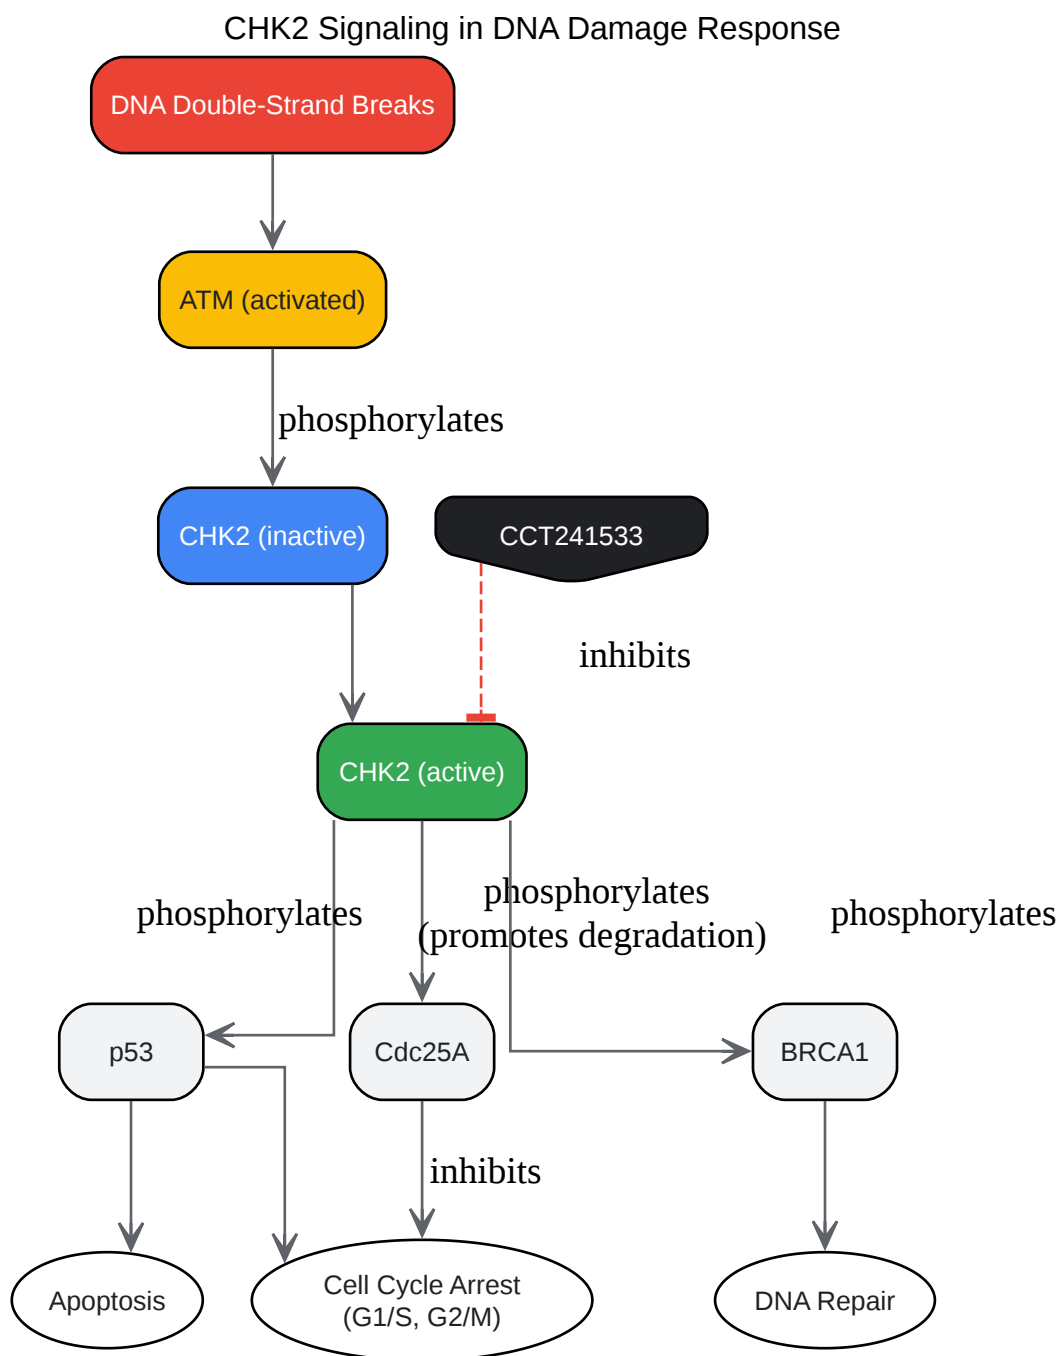 CHK2 Signaling in DNA Damage Response
DNA Double-Strand Breaks
ATM (activated)
phosphorylates
CHK2 (inactive)
CCT241533
inhibits
CHK2 (active)
phosphorylates
phosphorylates
(promotes degradation)
phosphorylates
p53
Cdc25A
BRCA1
inhibits
Apoptosis
Cell Cycle Arrest
(G1/S, G2/M)
DNA Repair